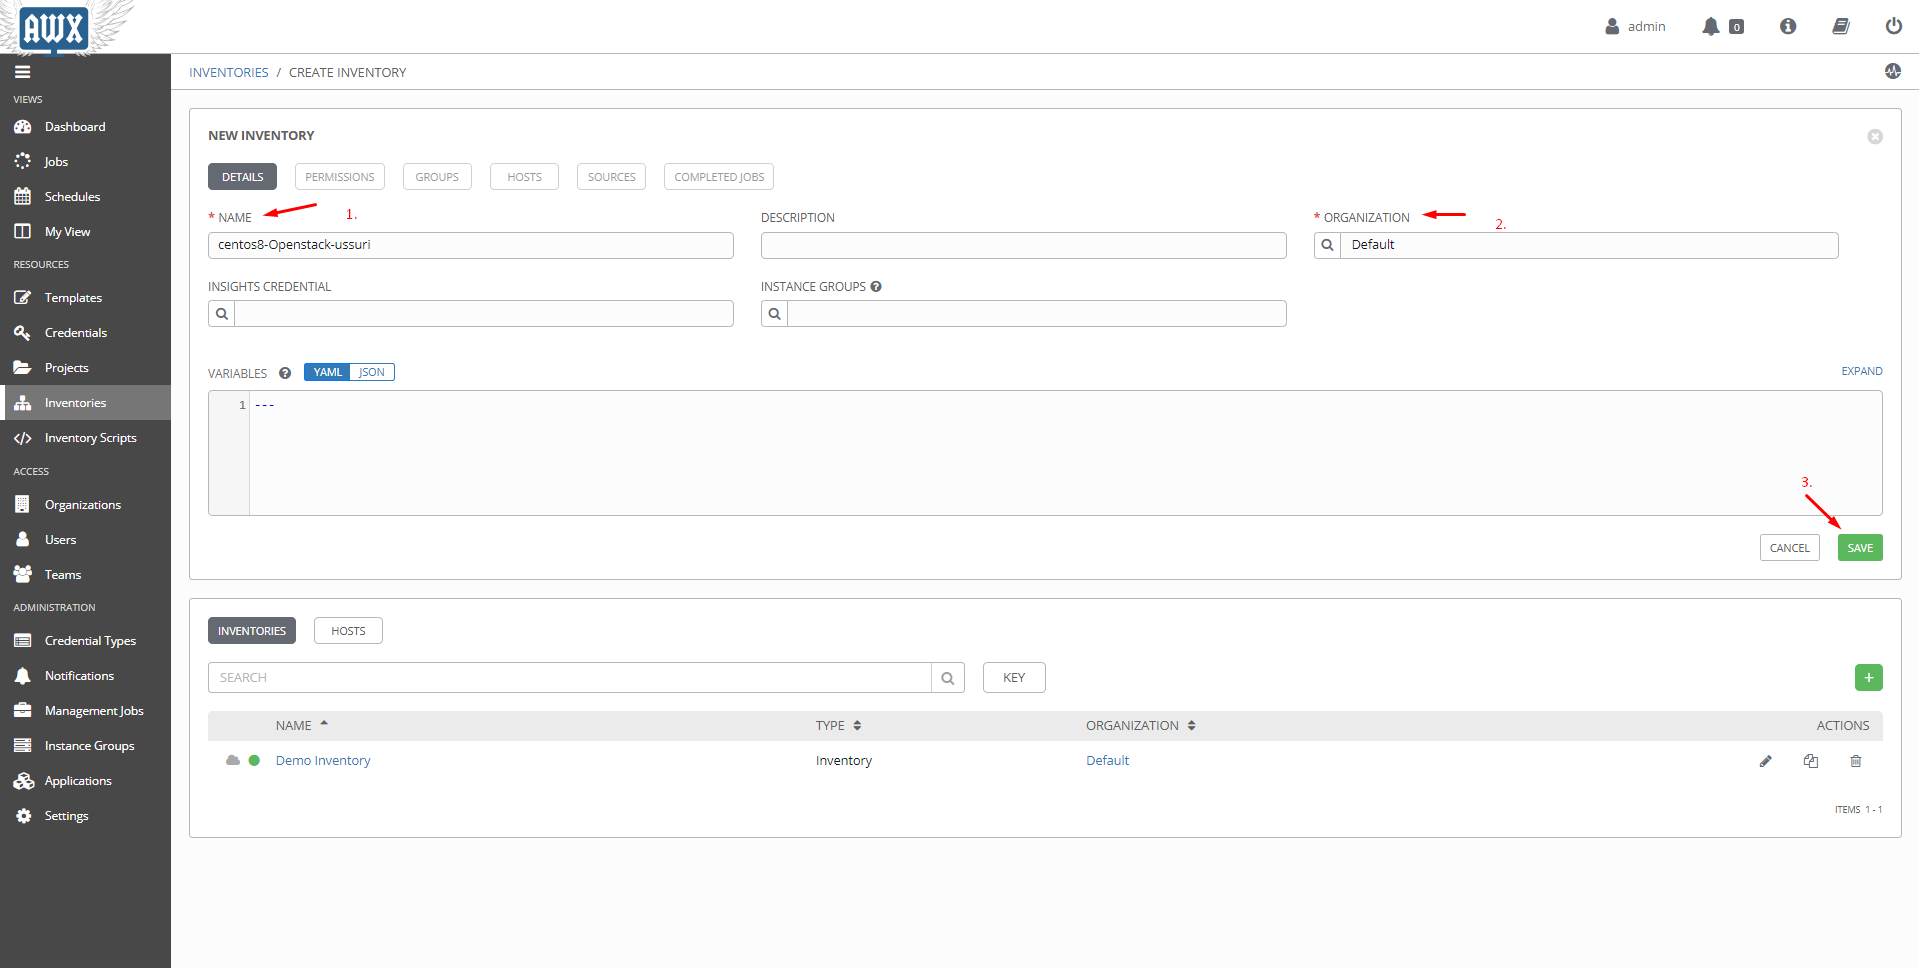 AWX
admin
0
VIEWS
Dashboard
Jobs
Schedules
My View
RESOURCES
Templates
Credentials
Projects
Inventories
Inventory Scripts
ACCESS
Organizations
Users
Teams
ADMINISTRATION
Credential Types
Notifications
Management Jobs
Instance Groups
Applications
Settings
INVENTORIES / CREATE INVENTORY
NEW INVENTORY
DETAILS PERMISSIONS GROUPS HOSTS SOURCES COMPLETED JOBS
* NAME 1. DESCRIPTION * ORGANIZATION 2.
centos8-Openstack-ussuri Default
INSIGHTS CREDENTIAL INSTANCE GROUPS
VARIABLES YAML JSON EXPAND
1 ---
3.
CANCEL SAVE
INVENTORIES HOSTS
SEARCH KEY +
NAME TYPE ORGANIZATION ACTIONS
Demo Inventory Inventory Default
ITEMS 1 - 1